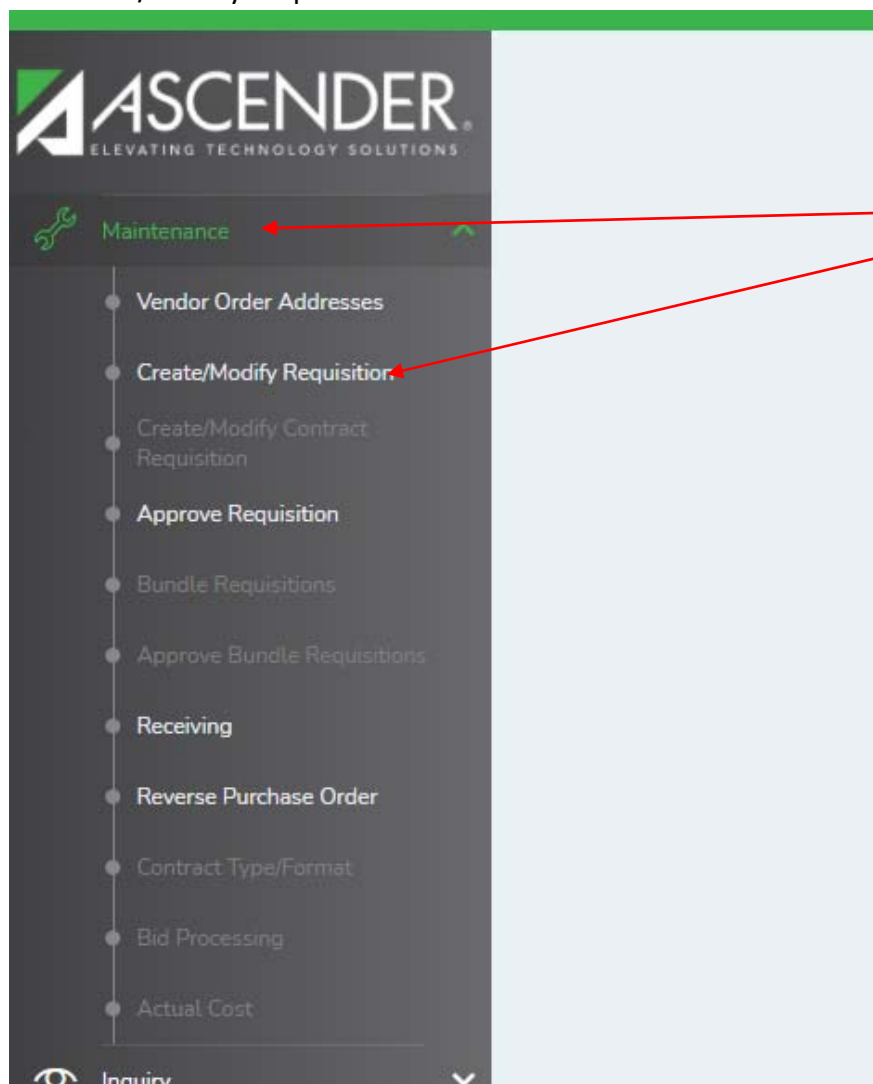 ASCENDER®
ELEVATING TECHNOLOGY SOLUTIONS
Maintenance
Vendor Order Addresses
Create/Modify Requisition
Create/Modify Contract
Requisition
Approve Requisition
Bundle Requisitions
Approve Bundle Requisitions
Receiving
Reverse Purchase Order
Contract Type/Format
Bid Processing
Actual Cost
Inquiry